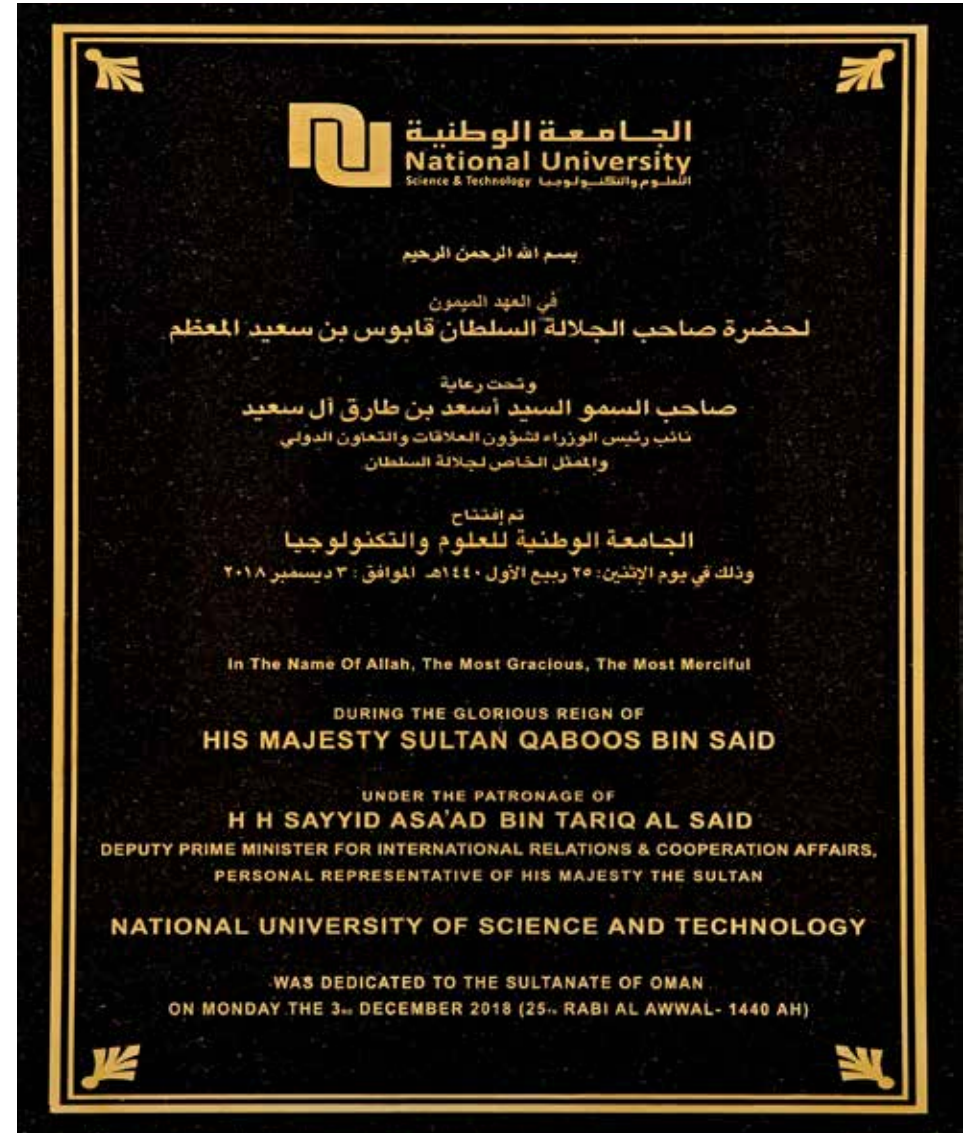 الجامعة الوطنية
National University
Science & Technology العلوم والتكنولوجيا
بسم الله الرحمن الرحيم
في العهد الميمون
لحضرة صاحب الجلالة السلطان قابوس بن سعيد المعظم
وتحت رعاية
صاحب السمو السيد أسعد بن طارق آل سعيد
نائب رئيس الوزراء لشؤون العلاقات والتعاون الدولي
والممثل الخاص لجلالة السلطان
تم إفتتاح
الجامعة الوطنية للعلوم والتكنولوجيا
وذلك في يوم الإثنين: ٢٥ ربيع الأول ١٤٤٠هـ الموافق : ٣ ديسمبر ٢٠١٨
In The Name Of Allah, The Most Gracious, The Most Merciful
DURING THE GLORIOUS REIGN OF
HIS MAJESTY SULTAN QABOOS BIN SAID
UNDER THE PATRONAGE OF
H H SAYYID ASA'AD BIN TARIQ AL SAID
DEPUTY PRIME MINISTER FOR INTERNATIONAL RELATIONS & COOPERATION AFFAIRS,
PERSONAL REPRESENTATIVE OF HIS MAJESTY THE SULTAN
NATIONAL UNIVERSITY OF SCIENCE AND TECHNOLOGY
WAS DEDICATED TO THE SULTANATE OF OMAN
ON MONDAY THE 3RD DECEMBER 2018 (25TH RABI AL AWWAL- 1440 AH)